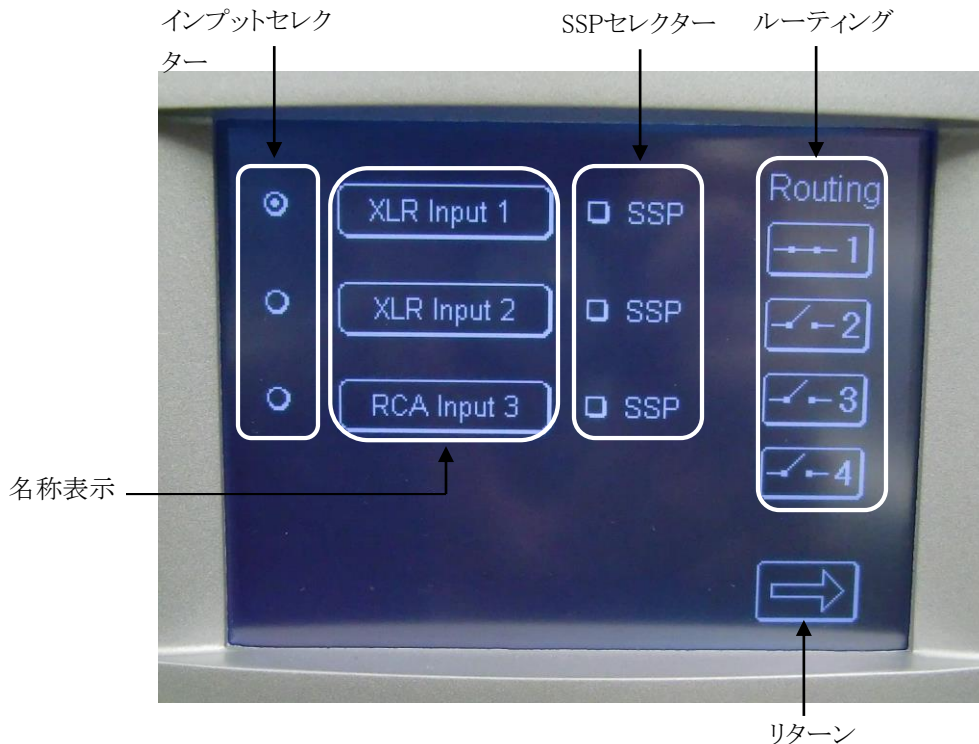 インプットセレク
ター
SSPセレクター
ルーティング
XLR Input 1
SSP
Routing
1
XLR Input 2
SSP
2
RCA Input 3
SSP
3
4
名称表示
リターン